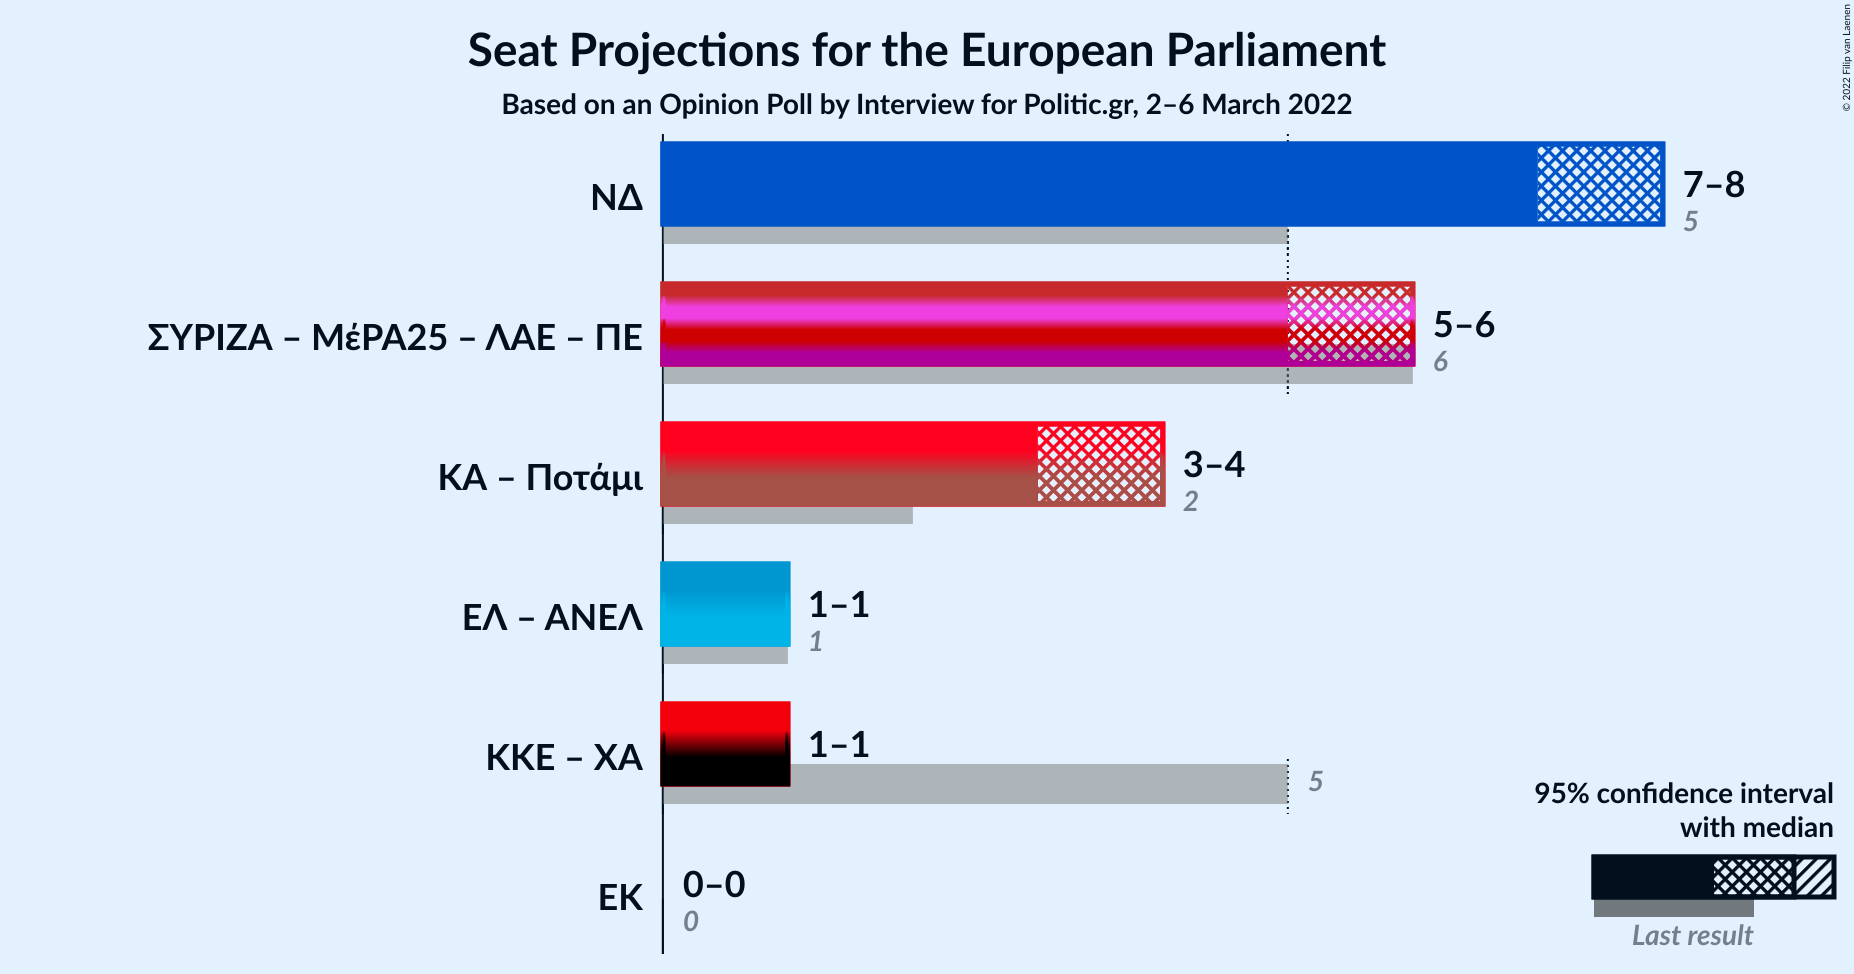 Seat Projections for the European Parliament
Based on an Opinion Poll by Interview for Politic.gr, 2–6 March 2022
© 2022 Filip van Laenen
ΝΔ
7–8
5
ΣΥΡΙΖΑ – ΜέΡΑ25 – ΛΑΕ – ΠΕ
5–6
6
ΚΑ – Ποτάμι
3–4
2
ΕΛ – ΑΝΕΛ
1–1
1
ΚΚΕ – ΧΑ
1–1
5
ΕΚ
0–0
0
95% confidence interval
with median
Last result